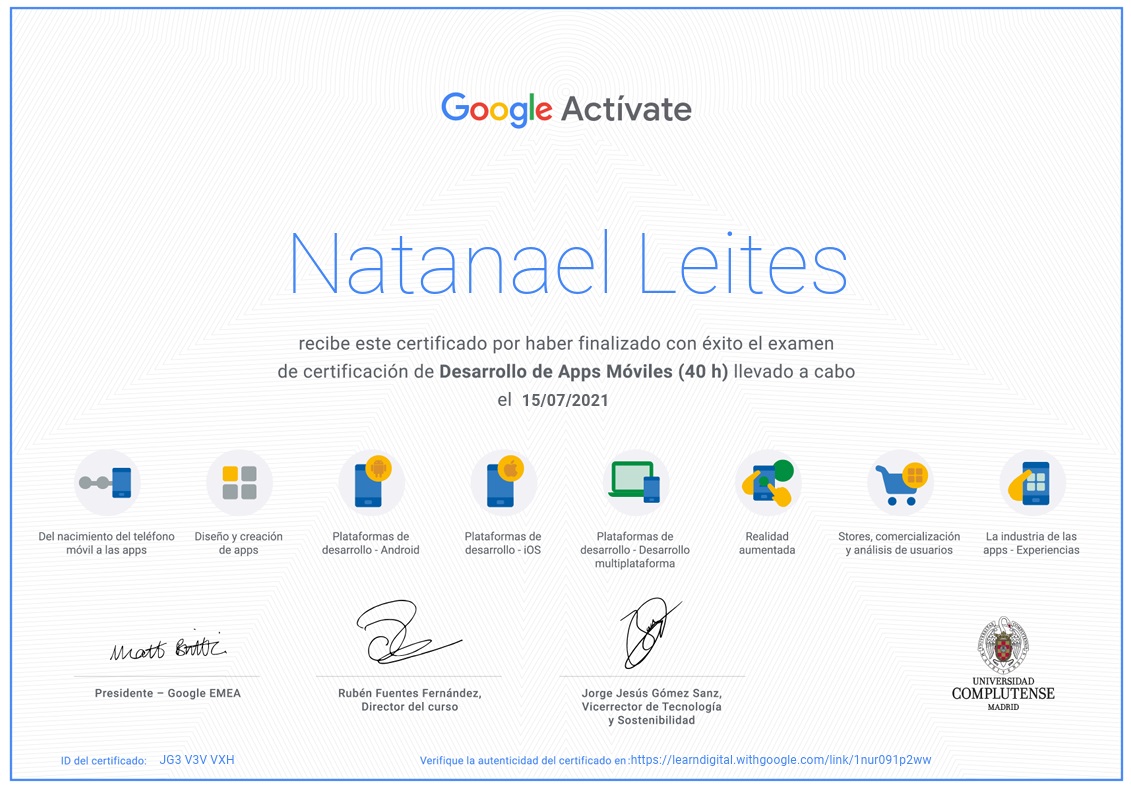 Google Actívate
Natanael Leites
recibe este certificado por haber finalizado con éxito el examen
de certificación de Desarrollo de Apps Móviles (40 h) llevado a cabo
el 15/07/2021
Del nacimiento del teléfono
móvil a las apps
Diseño y creación
de apps
Plataformas de
desarrollo - Android
Plataformas de
desarrollo - iOS
Plataformas de
desarrollo - Desarrollo
multiplataforma
Realidad
aumentada
Stores, comercialización
y análisis de usuarios
La industria de las
apps - Experiencias
Presidente – Google EMEA
Rubén Fuentes Fernández,
Director del curso
Jorge Jesús Gómez Sanz,
Vicerrector de Tecnología
y Sostenibilidad
UNIVERSIDAD
COMPLUTENSE
MADRID
ID del certificado: JG3 V3V VXH
Verifique la autenticidad del certificado en:https://learndigital.withgoogle.com/link/1nur091p2ww